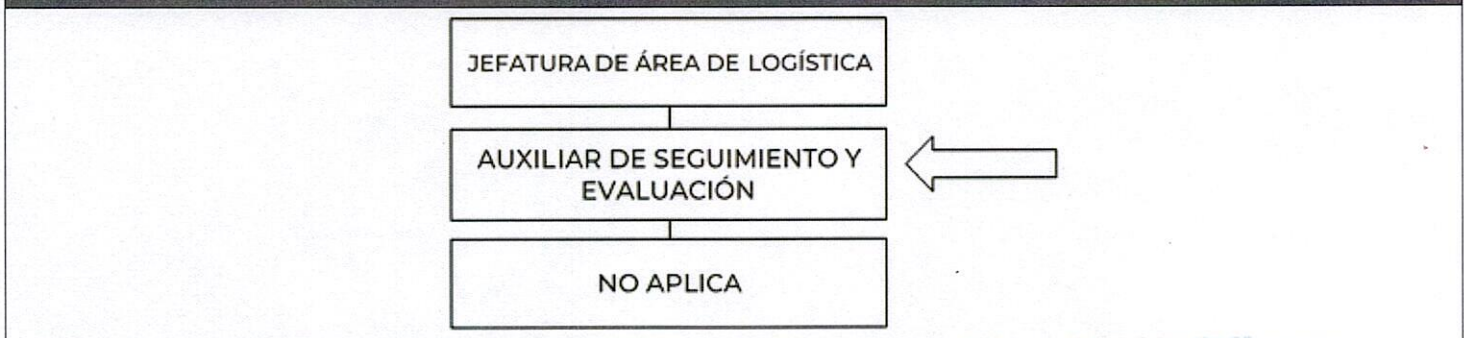 JEFATURA DE ÁREA DE LOGÍSTICA
AUXILIAR DE SEGUIMIENTO Y
EVALUACIÓN
NO APLICA